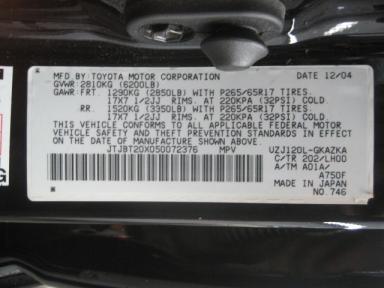 MFD BY: TOYOTA MOTOR CORPORATION DATE 12/04
GVWR: 2810KG (6200LB)
GAWR: FRT. 1290KG (2850LB) WITH P265/65R17 TIRES.
17X7 1/2JJ RIMS. AT 220KPA (32PSI) COLD.
RR. 1520KG (3350LB) WITH P265/65R17 TIRES.
17X7 1/2JJ RIMS. AT 220KPA (32PSI) COLD.
THIS VEHICLE CONFORMS TO ALL APPLICABLE FEDERAL MOTOR
VEHICLE SAFETY AND THEFT PREVENTION STANDARDS IN EFFECT
ON THE DATE OF MANUFACTURE SHOWN ABOVE.
JTJBT20X050072376 MPV UZJ120L-GKAZKA
C/TR 202/LH00
A/TM A01A/
A750F
MADE IN JAPAN
NO.746